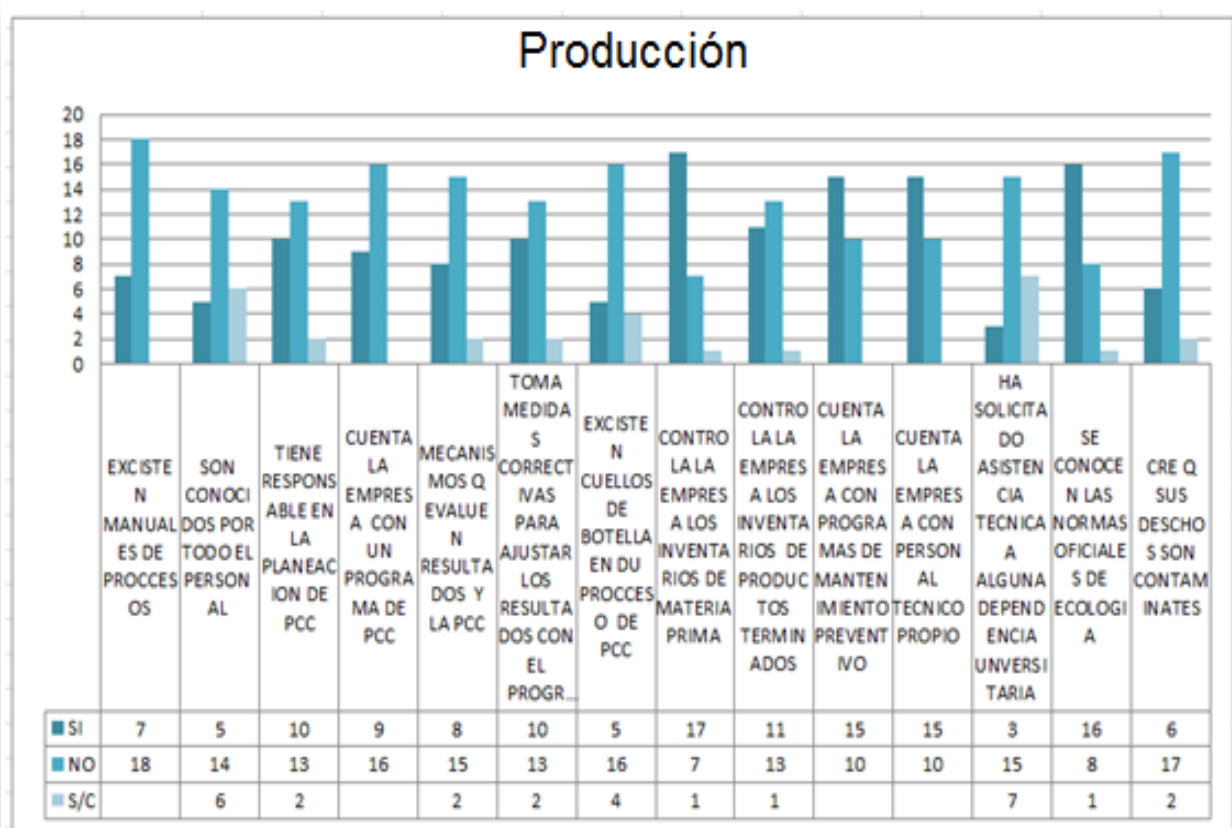 Producción
20
18
16
14
12
10
8
6
4
2
0
EXCISTE
N
MANUAL
ES DE
PROCCES
OS
SON
CONOCI
DOS POR
TODO EL
PERSON
AL
TIENE
RESPONS
ABLE EN
LA
PLANEAC
ION DE
PCC
CUENTA
LA
EMPRES
A CON
UN
PROGRA
MA DE
PCC
MECANIS
MOS Q
EVALUE
N
RESULTA
DOS Y
LA PCC
TOMA
MEDIDA
S
CORRECT
IVAS
PARA
AJUSTAR
LOS
RESULTA
DOS CON
EL
PROGR...
EXCISTE
N
CUELLOS
DE
BOTELLA
EN DU
PROCCES
O DE
PCC
CONTRO
LA LA
EMPRES
A LOS
INVENTA
RIOS DE
MATERIA
PRIMA
CONTRO
LA LA
EMPRES
A LOS
INVENTA
RIOS DE
PRODUC
TOS
TERMIN
ADOS
CUENTA
LA
EMPRES
A CON
PROGRA
MAS DE
MANTEN
IMIENTO
PREVENT
IVO
CUENTA
LA
EMPRES
A CON
PERSON
AL
TECNICO
PROPIO
HA
SOLICITA
DO
ASISTEN
CIA
TECNICA
A
ALGUNA
DEPEND
ENCIA
UNVERSI
TARIA
SE
CONOCE
N LAS
NORMAS
OFICIALE
S DE
ECOLOGI
A
CRE Q
SUS
DESCHO
S SON
CONTAM
INATES
SI 7 5 10 9 8 10 5 17 11 15 15 3 16 6
NO 18 14 13 16 15 13 16 7 13 10 10 15 8 17
S/C 6 2 2 2 4 1 1 7 1 2